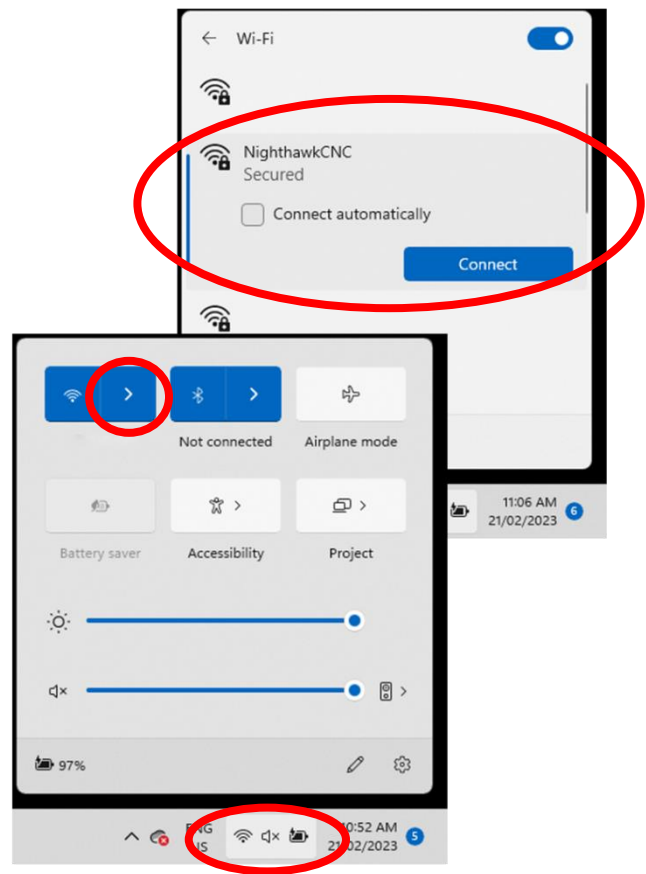 Wi-Fi
NighthawkCNC
Secured
Connect automatically
Connect
11:06 AM
21/02/2023
6
Not connected
Airplane mode
Battery saver
Accessibility
Project
97%
ENG
10:52 AM
21/02/2023
5